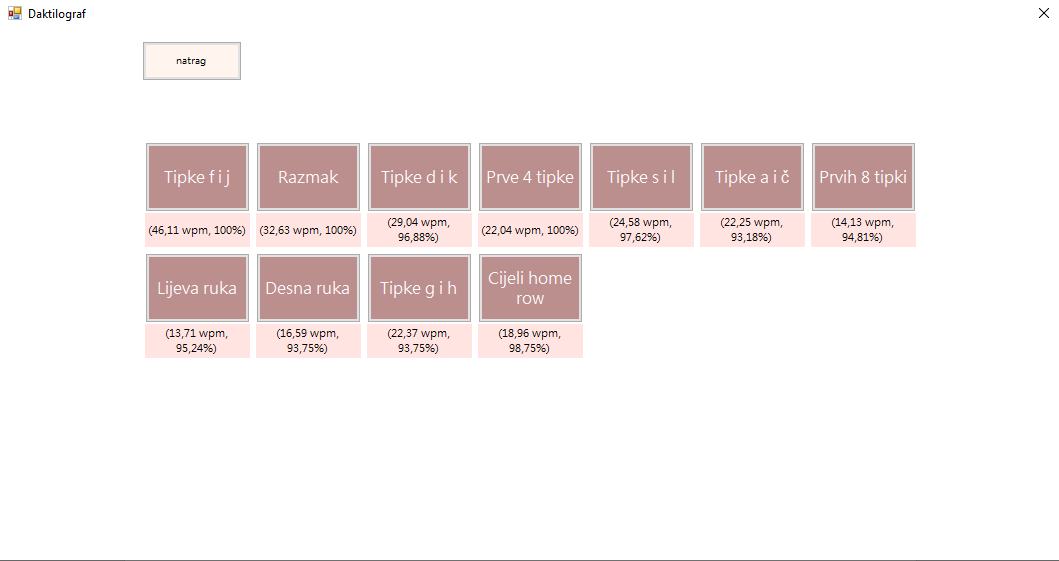 Daktilograf
natrag
Tipke f i j
Razmak
Tipke d i k
Prve 4 tipke
Tipke s i l
Tipke a i č
Prvih 8 tipki
(46,11 wpm, 100%)
(32,63 wpm, 100%)
(29,04 wpm,
96,88%)
(22,04 wpm, 100%)
(24,58 wpm,
97,62%)
(22,25 wpm,
93,18%)
(14,13 wpm,
94,81%)
Lijeva ruka
Desna ruka
Tipke g i h
Cijeli home
row
(13,71 wpm,
95,24%)
(16,59 wpm,
93,75%)
(22,37 wpm,
93,75%)
(18,96 wpm,
98,75%)